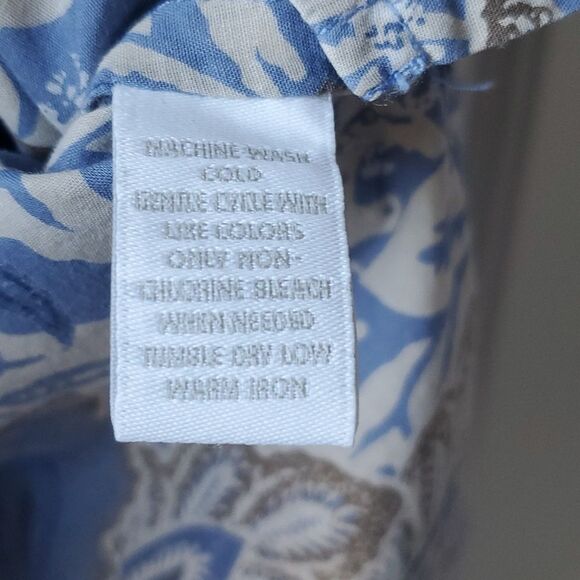 MACHINE WASH
COLD
GENTLE CYCLE WITH
LIKE COLORS
ONLY NON-
CHLORINE BLEACH
WHEN NEEDED
TUMBLE DRY LOW
WARM IRON